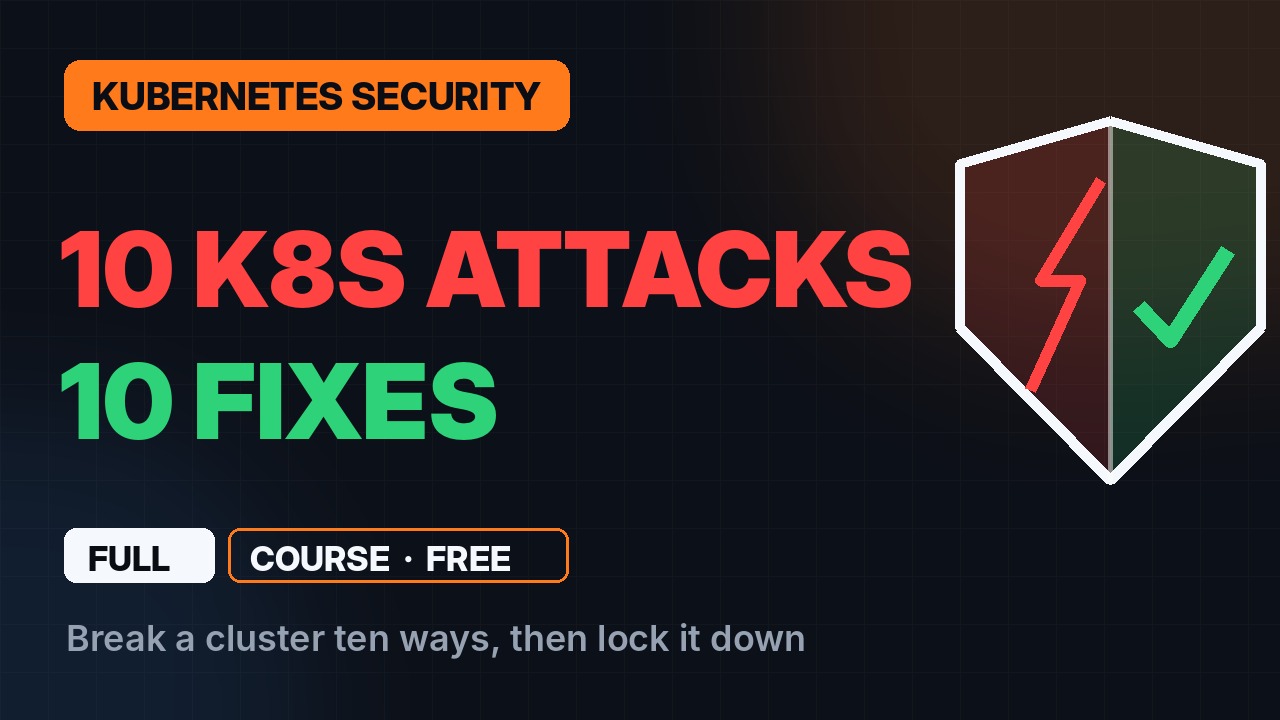 KUBERNETES SECURITY
10 K8S ATTACKS
10 FIXES
FULL COURSE · FREE
Break a cluster ten ways, then lock it down